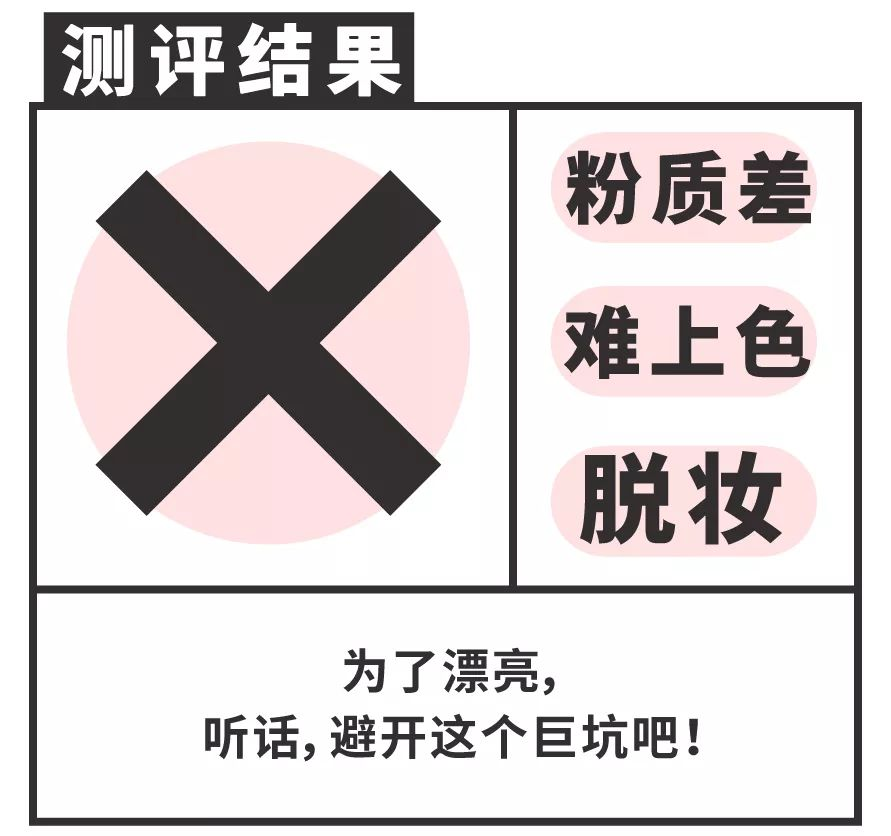 测评结果
粉质差
难上色
脱妆
为了漂亮，
听话，避开这个巨坑吧！